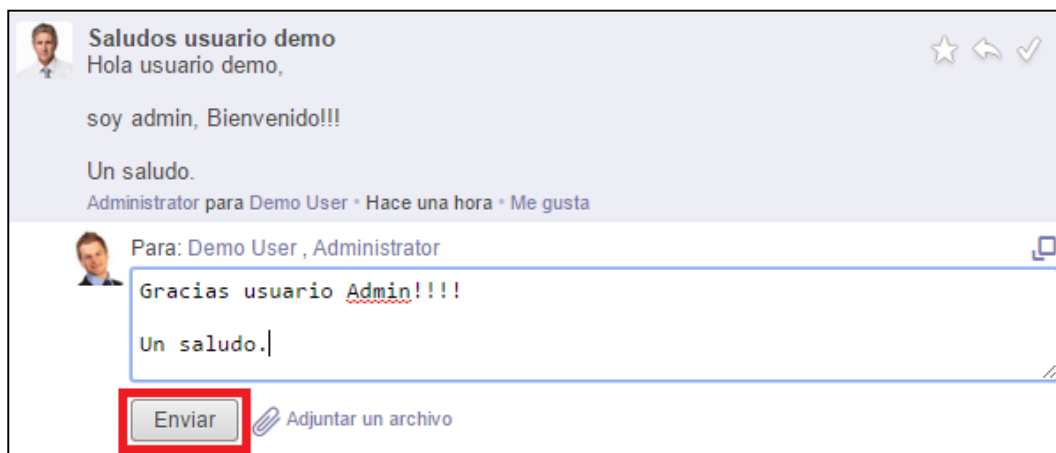 Saludos usuario demo
Hola usuario demo,
soy admin, Bienvenido!!!
Un saludo.
Administrator para Demo User • Hace una hora • Me gusta
Para: Demo User , Administrator
Gracias usuario Admin!!!!
Un saludo.
Enviar Adjuntar un archivo